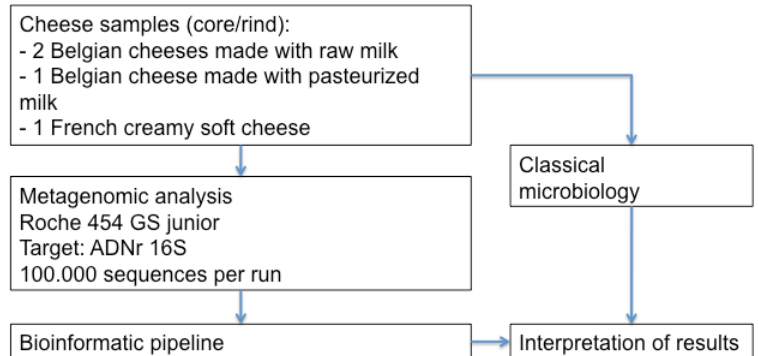 Cheese samples (core/rind):
- 2 Belgian cheeses made with raw milk
- 1 Belgian cheese made with pasteurized
milk
- 1 French creamy soft cheese
Classical
microbiology
Metagenomic analysis
Roche 454 GS junior
Target: ADNr 16S
100.000 sequences per run
Bioinformatic pipeline
Interpretation of results